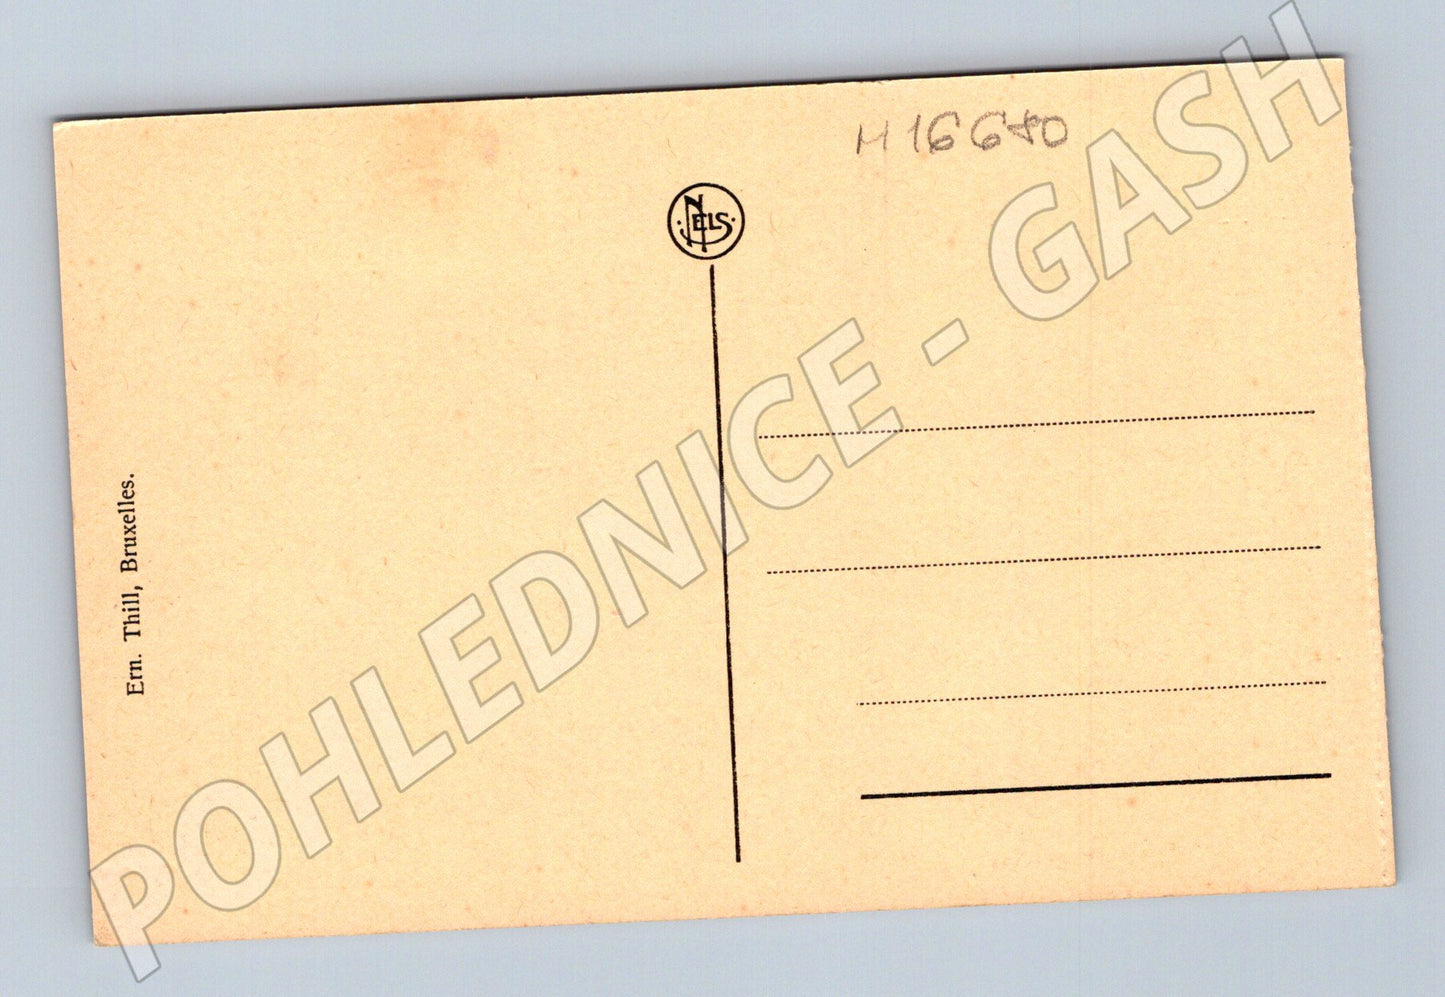 H16680
NELS
Ern. Thill, Bruxelles.
POHLEDNICE - GASH